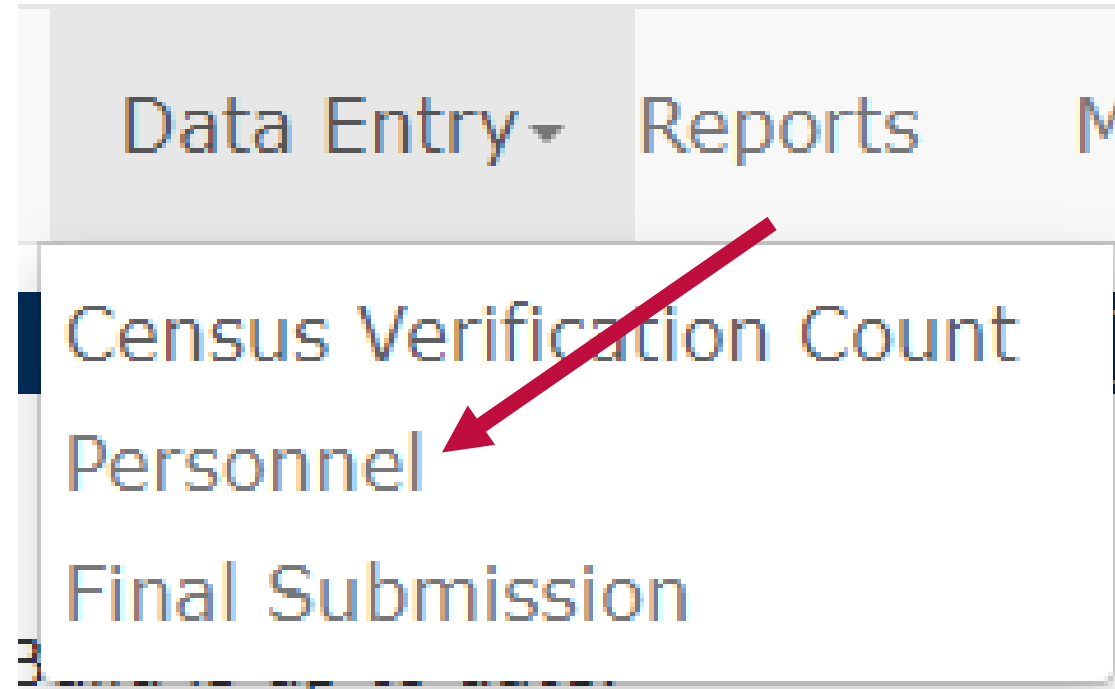 Data Entry Reports
Census Verification Count
Personnel
Final Submission